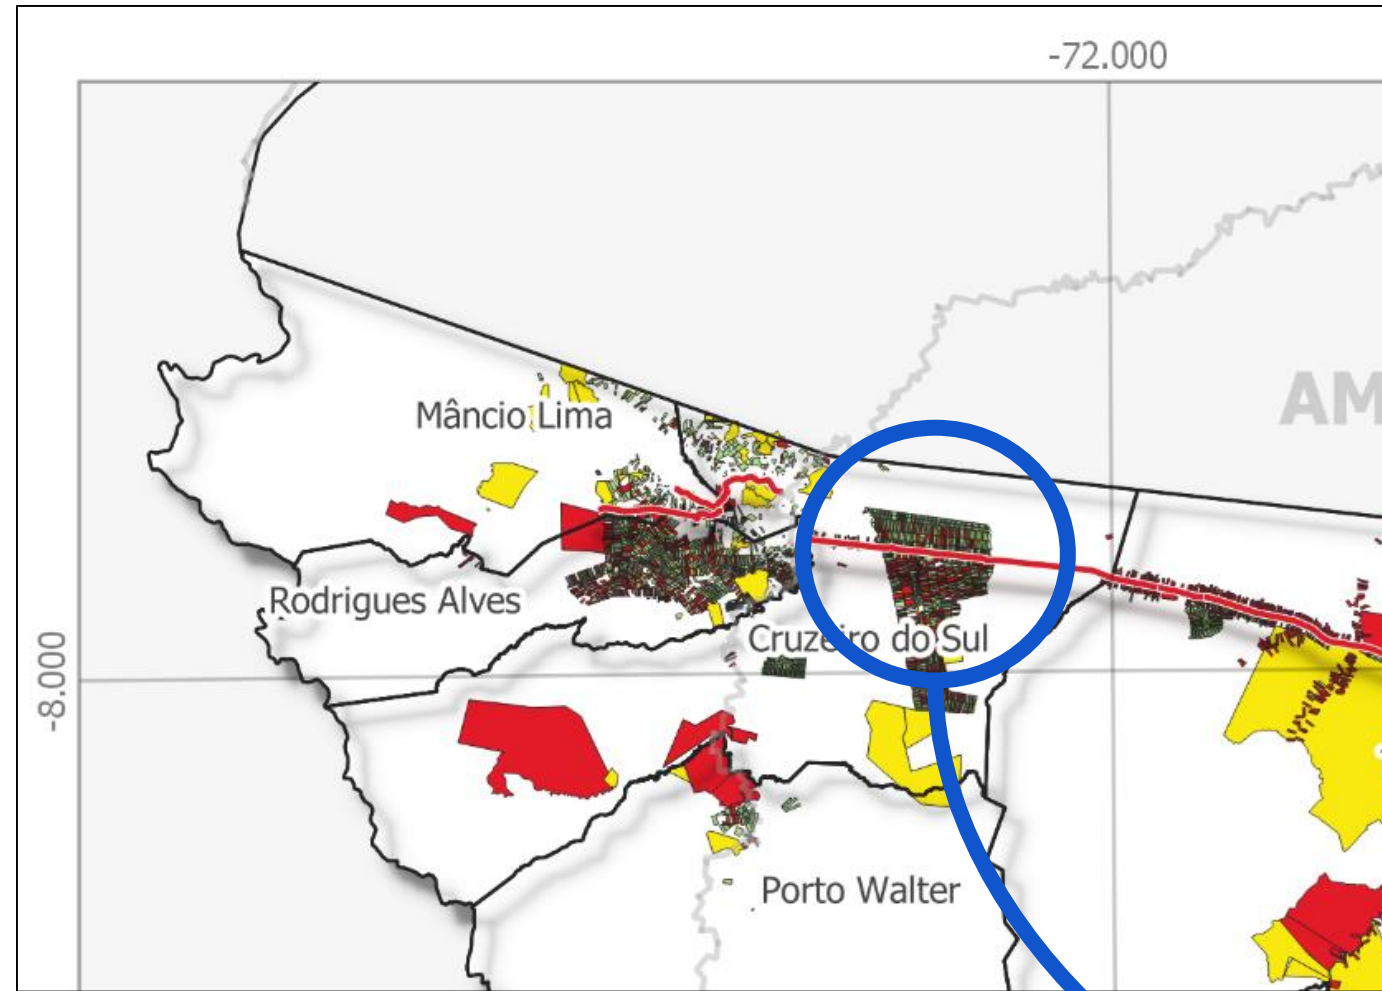 -72.000
AM
Mâncio Lima
Rodrigues Alves
Cruzeiro do Sul
-8.000
Porto Walter